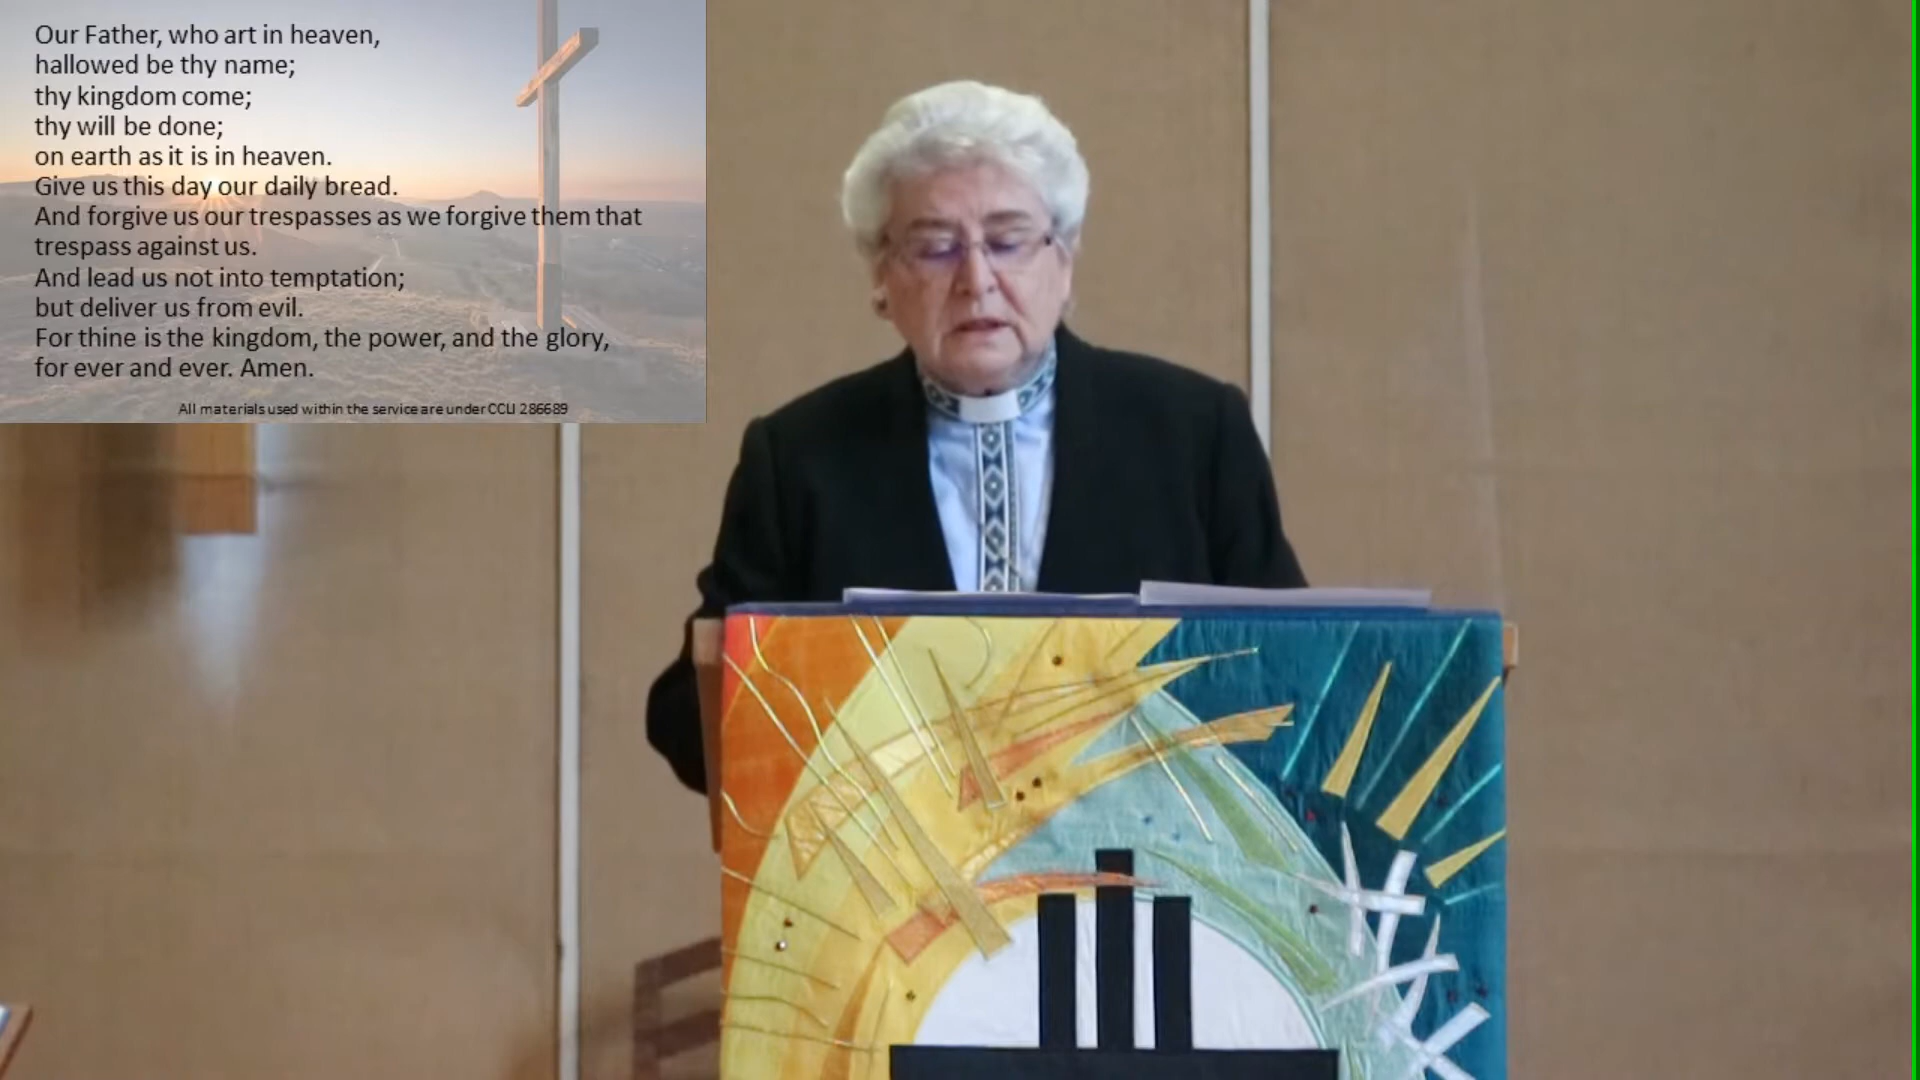 Our Father, who art in heaven,
hallowed be thy name;
thy kingdom come;
thy will be done;
on earth as it is in heaven.
Give us this day our daily bread.
And forgive us our trespasses as we forgive them that
trespass against us.
And lead us not into temptation;
but deliver us from evil.
For thine is the kingdom, the power, and the glory,
for ever and ever. Amen.
All materials used within the service are under CCLI 286689